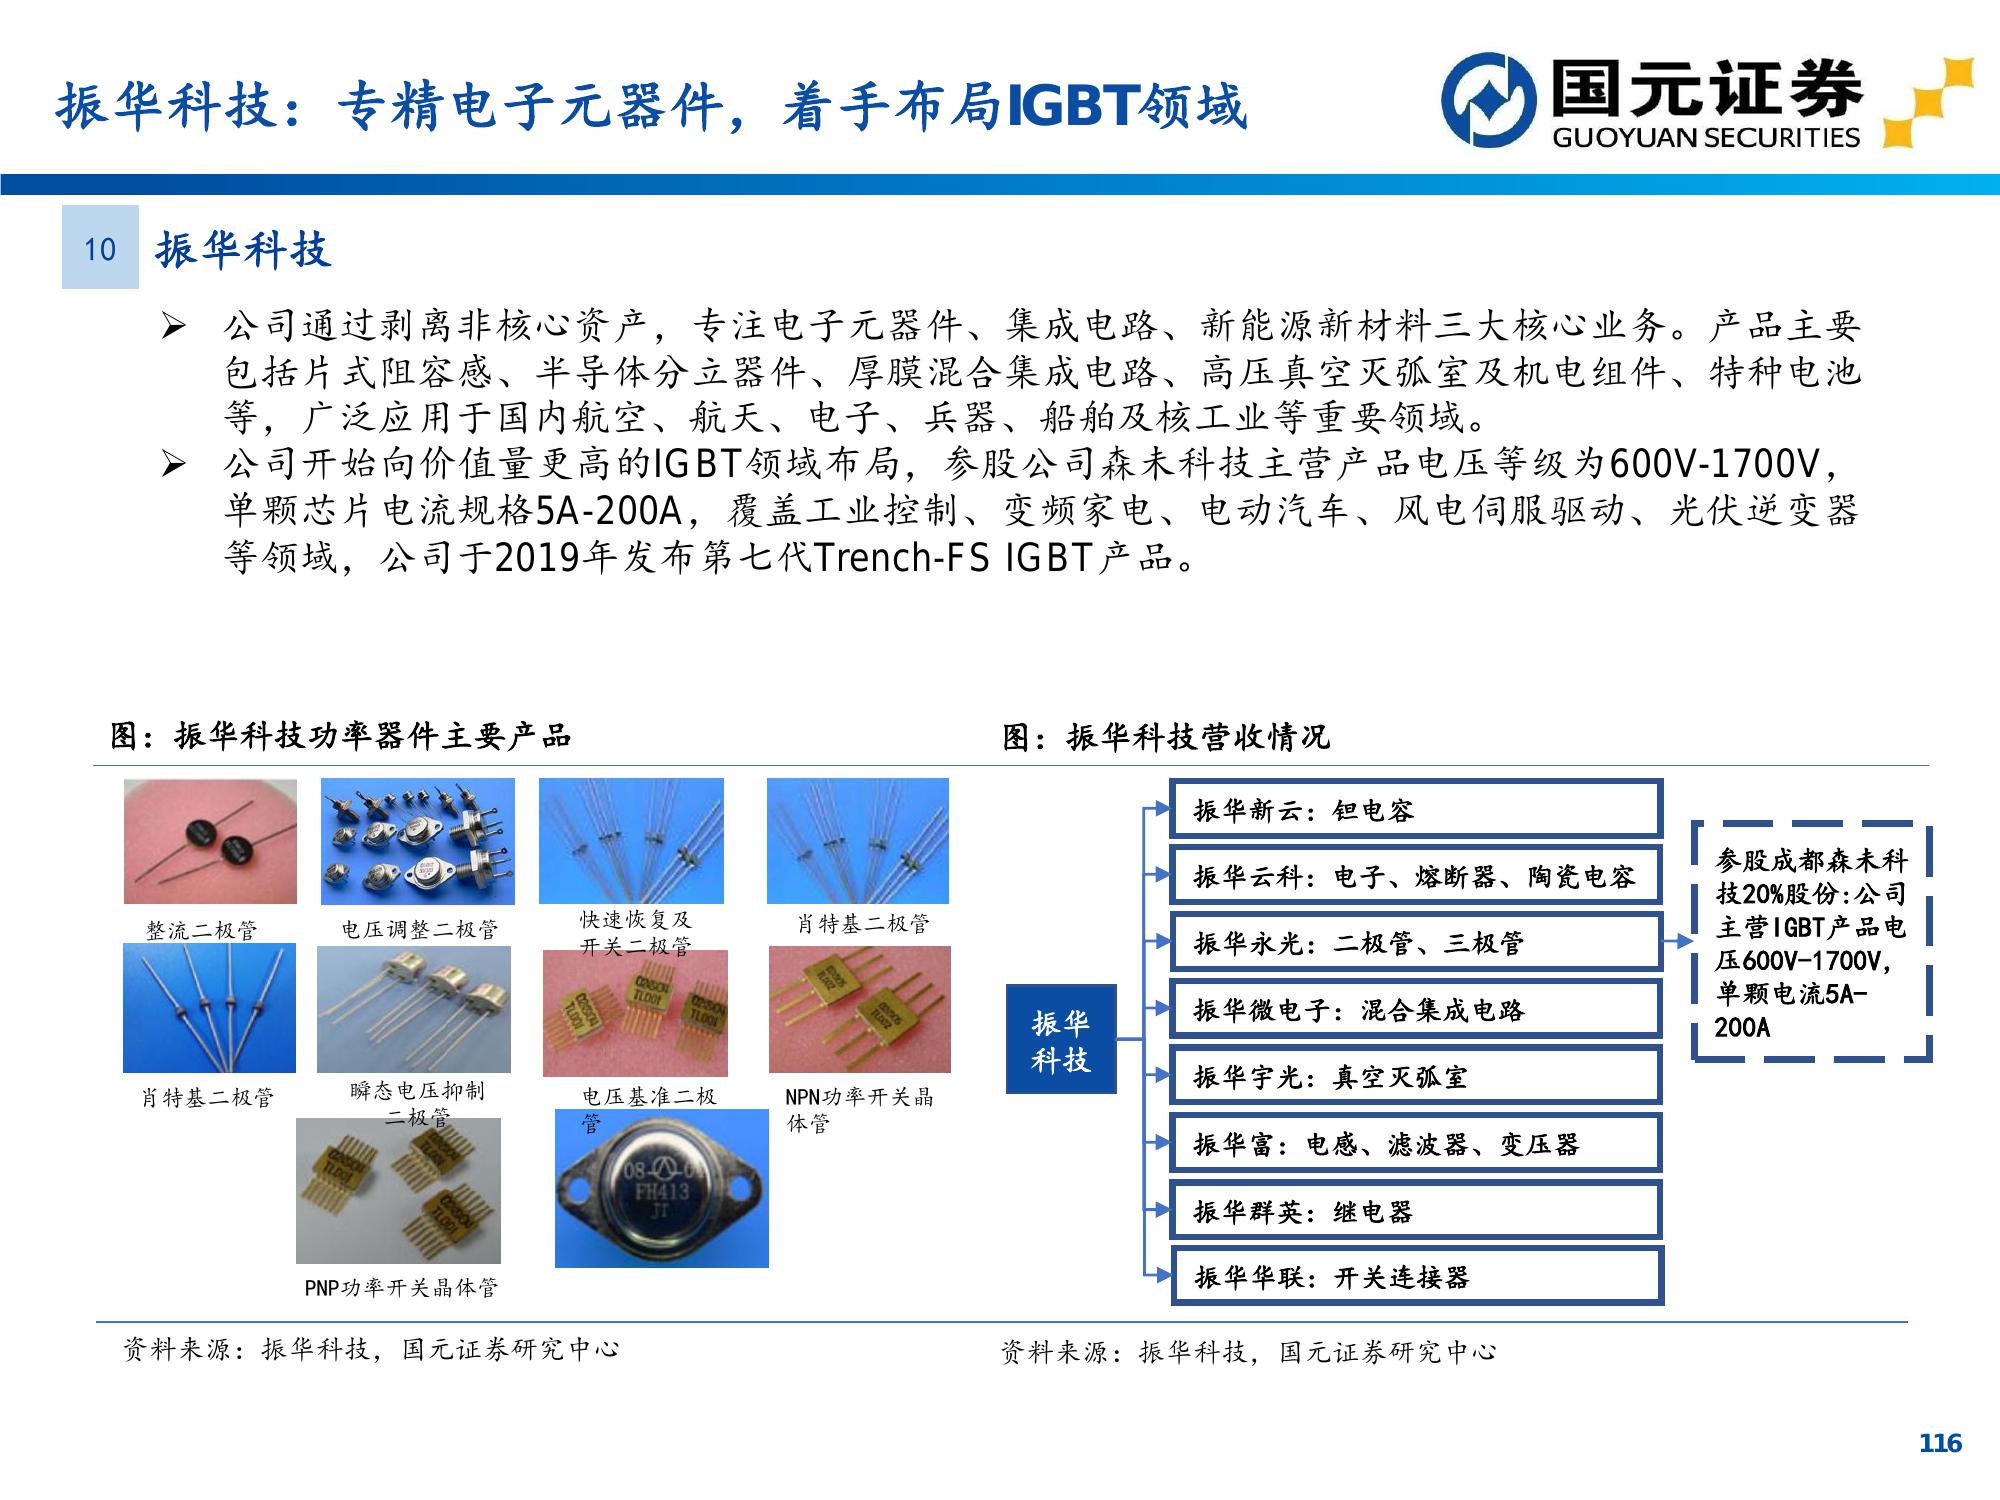 振华科技：专精电子元器件，着手布局IGBT领域
国元证券
GUOYUAN SECURITIES
10
振华科技
公司通过剥离非核心资产，专注电子元器件、集成电路、新能源新材料三大核心业务。产品主要
包括片式阻容感、半导体分立器件、厚膜混合集成电路、高压真空灭弧室及机电组件、特种电池
等，广泛应用于国内航空、航天、电子、兵器、船舶及核工业等重要领域。
公司开始向价值量更高的IGBT领域布局，参股公司森未科技主营产品电压等级为600V-1700V，
单颗芯片电流规格5A-200A，覆盖工业控制、变频家电、电动汽车、风电伺服驱动、光伏逆变器
等领域，公司于2019年发布第七代Trench-FS IGBT产品。
图：振华科技功率器件主要产品
整流二极管
电压调整二极管
快速恢复及
开关二极管
肖特基二极管
肖特基二极管
瞬态电压抑制
二极管
电压基准二极
管
NPN功率开关晶
体管
FH413
JT
PNP功率开关晶体管
资料来源：振华科技，国元证券研究中心
图：振华科技营收情况
振华
科技
振华新云：钽电容
振华云科：电子、熔断器、陶瓷电容
振华永光：二极管、三极管
振华微电子：混合集成电路
振华宇光：真空灭弧室
振华富：电感、滤波器、变压器
振华群英：继电器
振华华联：开关连接器
参股成都森未科
技20%股份:公司
主营IGBT产品电
压600V-1700V，
单颗电流5A-
200A
资料来源：振华科技，国元证券研究中心
116